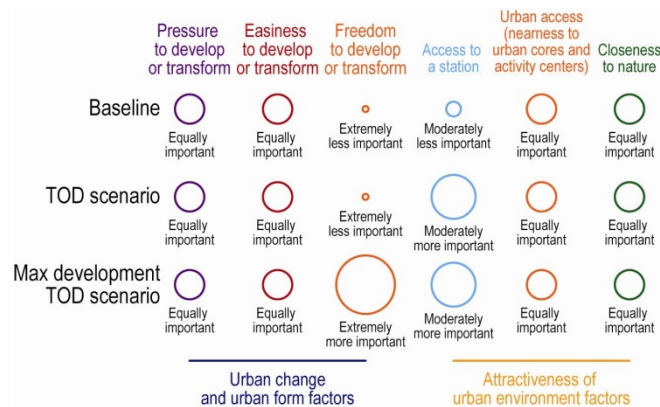 Pressure
to develop
or transform
Easiness
to develop
or transform
Freedom
to develop
or transform
Access to
a station
Urban access
(nearness to
urban cores and
activity centers)
Closeness
to nature
Baseline
Equally
important
Equally
important
Extremely
less important
Moderately
less important
Equally
important
Equally
important
TOD scenario
Equally
important
Equally
important
Extremely
less important
Moderately
more important
Equally
important
Equally
important
Max development
TOD scenario
Equally
important
Equally
important
Extremely
more important
Moderately
more important
Equally
important
Equally
important
Urban change
and urban form factors
Attractiveness of
urban environment factors